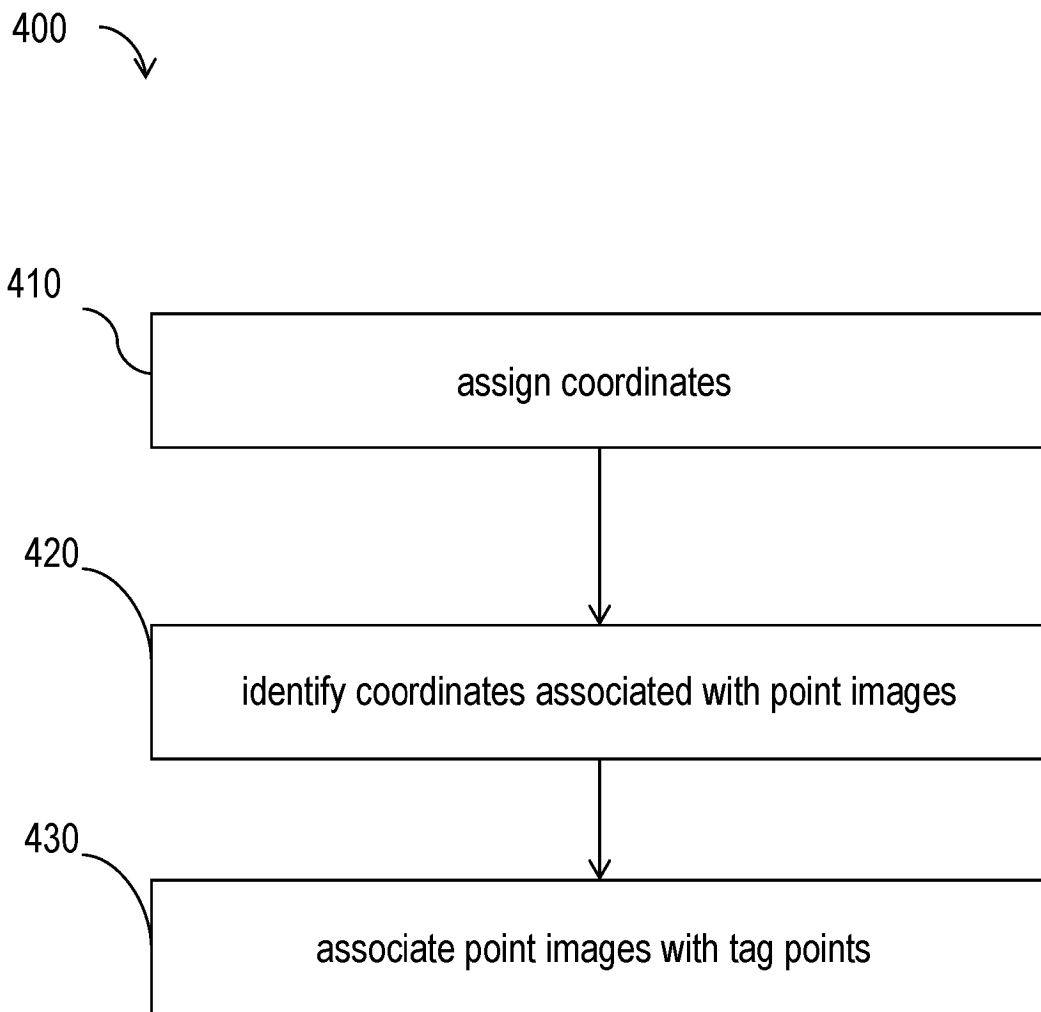 400
410
assign coordinates
420
identify coordinates associated with point images
430
associate point images with tag points